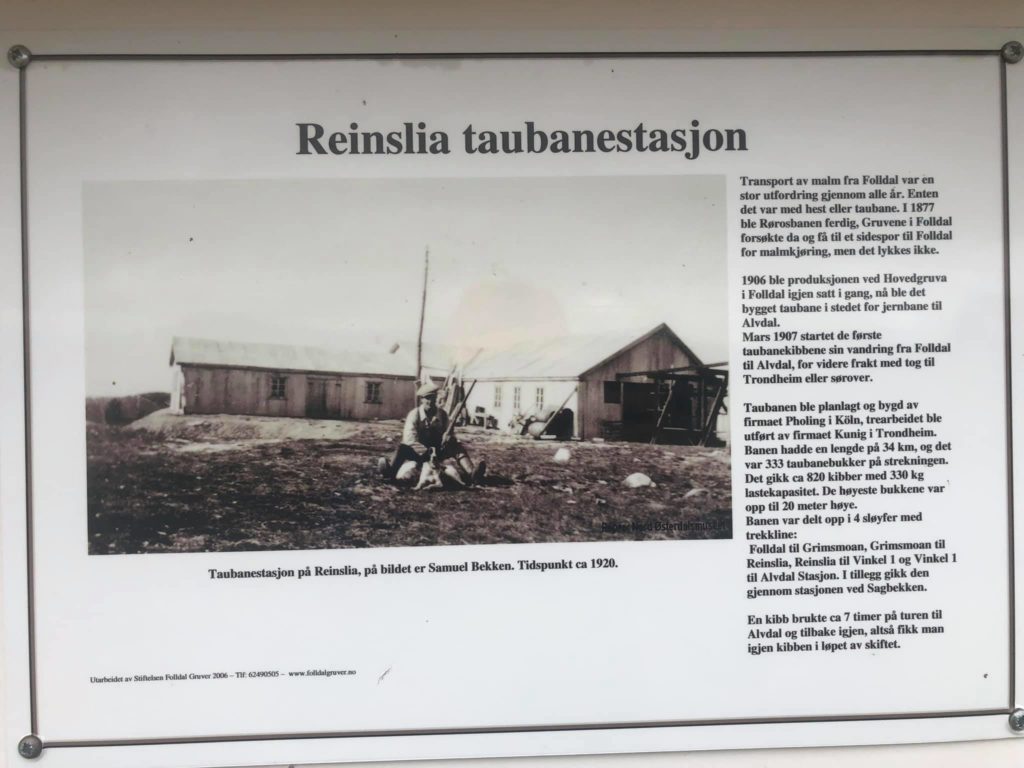 Reinslia taubanestasjon
Transport av malm fra Folldal var en
stor utfordring gjennom alle år. Enten
det var med hest eller taubane. I 1877
ble Rørosbanen ferdig, Gruvene i Folldal
forsøkte da og få til et sidespor til Folldal
for malmkjøring, men det lykkes ikke.
1906 ble produksjonen ved Hovedgruva
i Folldal igjen satt i gang, nå ble det
bygget taubane i stedet for jernbane til
Alvdal.
Mars 1907 startet de første
taubanekibbene sin vandring fra Folldal
til Alvdal, for videre frakt med tog til
Trondheim eller sørover.
Taubanen ble planlagt og bygd av
firmaet Pholing i Köln, trearbeidet ble
utført av firmaet Kunig i Trondheim.
Banen hadde en lengde på 34 km, og det
var 333 taubanebukker på strekningen.
Det gikk ca 820 kibber med 330 kg
lastekapasitet. De høyeste bukkene var
opp til 20 meter høye.
Banen var delt opp i 4 sløyfer med
trekkline:
Folldal til Grimsmoan, Grimsmoan til
Reinslia, Reinslia til Vinkel 1 og Vinkel 1
til Alvdal Stasjon. I tillegg gikk den
gjennom stasjonen ved Sagbekken.
En kibb brukte ca 7 timer på turen til
Alvdal og tilbake igjen, altså fikk man
igjen kibben i løpet av skiftet.
Nord Østerdalsmuseet
Taubanestasjon på Reinslia, på bildet er Samuel Bekken. Tidspunkt ca 1920.
Utarbeidet av Stiftelsen Folldal Gruver 2006 – Tlf: 62490505 – www.folldalgruver.no